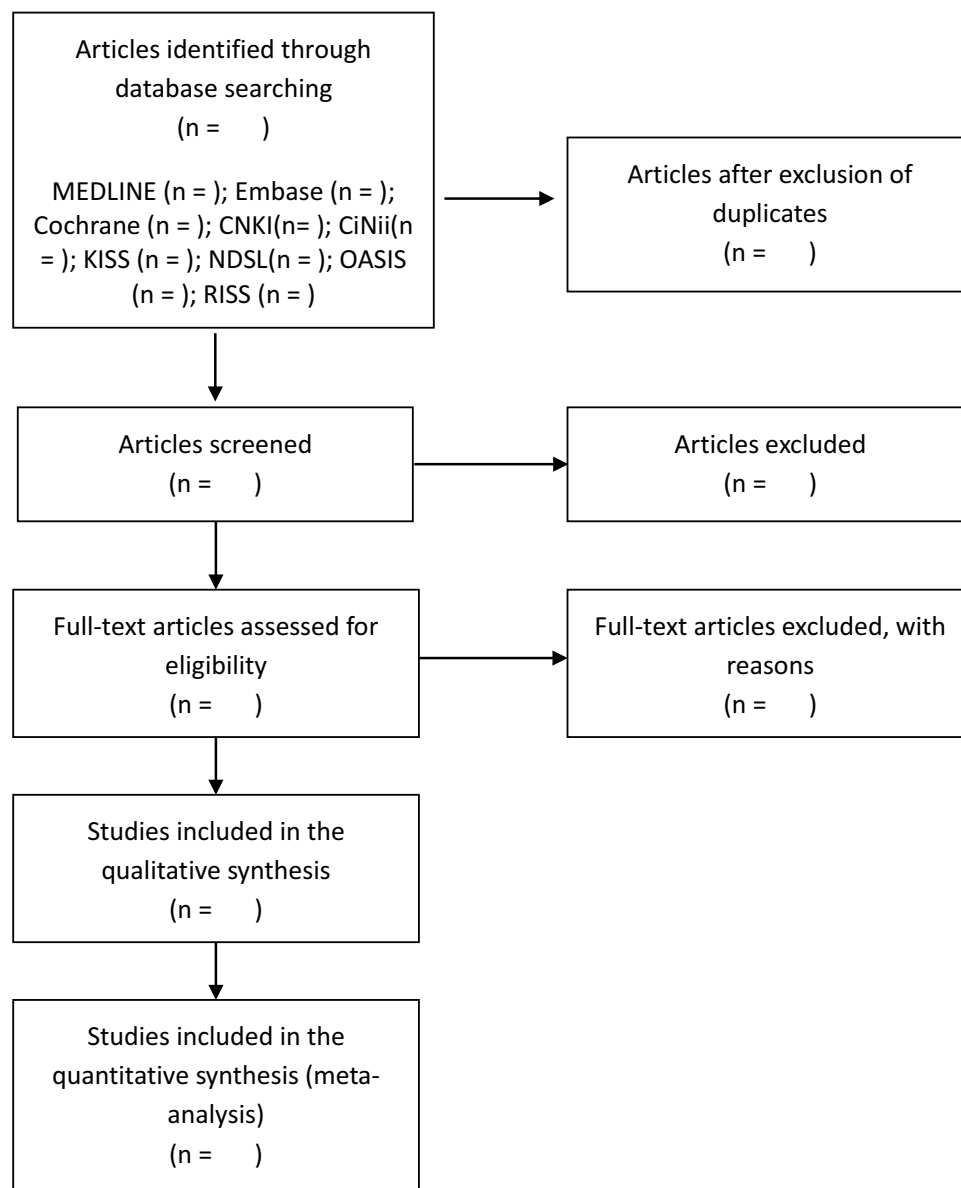 Articles identified through
database searching
(n =      )
MEDLINE (n = ); Embase (n = );
Cochrane (n = ); CNKI(n= ); CiNii(n
= ); KISS (n = ); NDSL(n = ); OASIS
(n = ); RISS (n = )
Articles after exclusion of
duplicates
(n =      )
Articles screened
(n =      )
Articles excluded
(n =      )
Full-text articles assessed for
eligibility
(n =      )
Full-text articles excluded, with
reasons
(n =      )
Studies included in the
qualitative synthesis
(n =      )
Studies included in the
quantitative synthesis (meta-
analysis)
(n =      )